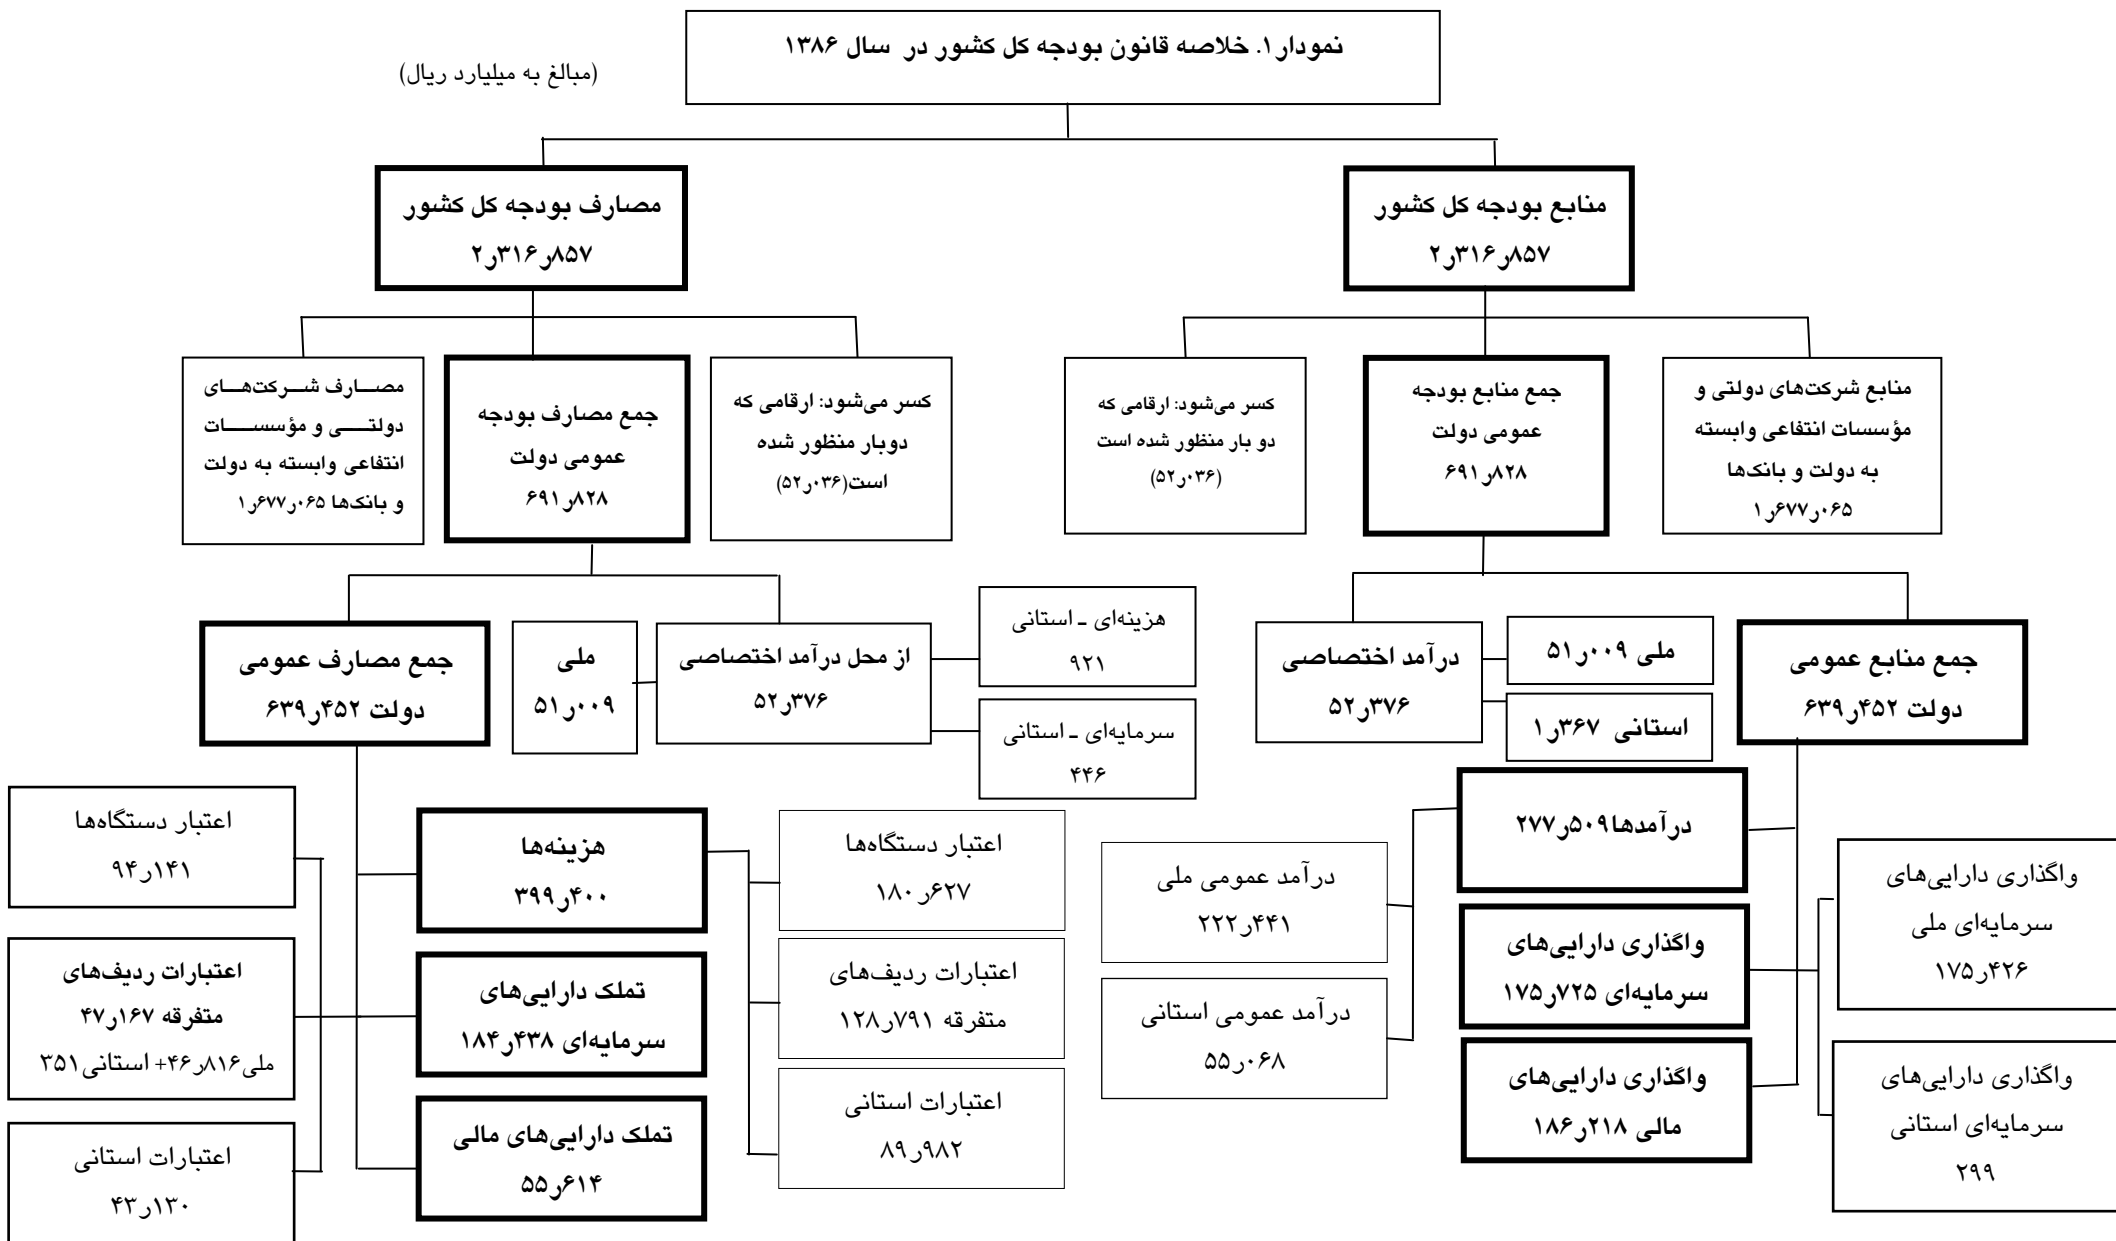 نمودار۱. خلاصه قانون بودجه کل کشور در سال ۱۳۸۶
(مبالغ به میلیارد ریال)
منابع بودجه کل کشور
۲ر۳۱۶ر۸۵۷
مصارف بودجه کل کشور
۲ر۳۱۶ر۸۵۷
منابع شرکت‌های دولتی و
مؤسسات انتفاعی وابسته
به دولت و بانک‌ها
۱ر۶۷۷ر۰۶۵
جمع منابع بودجه
عمومی دولت
۶۹۱ر۸۲۸
کسر می‌شود: ارقامی که
دو بار منظور شده است
(۵۲ر۰۳۶)
کسر می‌شود: ارقامی که
دوبار منظور شده
است(۵۲ر۰۳۶)
جمع مصارف بودجه
عمومی دولت
۶۹۱ر۸۲۸
مصارف شرکت‌های
دولتی و مؤسسات
انتفاعی وابسته به دولت
و بانک‌ها ۱ر۶۷۷ر۰۶۵
جمع منابع عمومی
دولت ۶۳۹ر۴۵۲
ملی ۵۱ر۰۰۹
استانی ۱ر۳۶۷
درآمد اختصاصی
۵۲ر۳۷۶
هزینه‌ای ـ استانی
۹۲۱
سرمایه‌ای ـ استانی
۴۴۶
از محل درآمد اختصاصی
۵۲ر۳۷۶
ملی
۵۱ر۰۰۹
جمع مصارف عمومی
دولت ۶۳۹ر۴۵۲
درآمدها۲۷۷ر۵۰۹
واگذاری دارایی‌های
سرمایه‌ای ۱۷۵ر۷۲۵
واگذاری دارایی‌های
مالی ۱۸۶ر۲۱۸
واگذاری دارایی‌های
سرمایه‌ای ملی
۱۷۵ر۴۲۶
واگذاری دارایی‌های
سرمایه‌ای استانی
۲۹۹
درآمد عمومی ملی
۲۲۲ر۴۴۱
درآمد عمومی استانی
۵۵ر۰۶۸
اعتبار دستگاه‌ها
۱۸۰ر۶۲۷
اعتبارات ردیف‌های
متفرقه ۱۲۸ر۷۹۱
اعتبارات استانی
۸۹ر۹۸۲
هزینه‌ها
۳۹۹ر۴۰۰
تملک دارایی‌های
سرمایه‌ای ۱۸۴ر۴۳۸
تملک دارایی‌های مالی
۵۵ر۶۱۴
اعتبار دستگاه‌ها
۹۴ر۱۴۱
اعتبارات ردیف‌های
متفرقه ۴۷ر۱۶۷
ملی۴۶ر۸۱۶+ استانی۳۵۱
اعتبارات استانی
۴۳ر۱۳۰